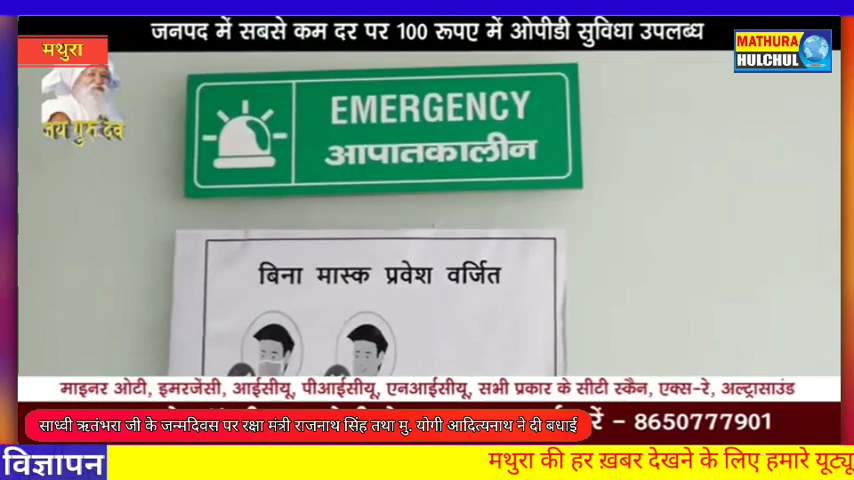 जनपद में सबसे कम दर पर 100 रूपए में ओपीडी सुविधा उपलब्ध
मथुरा
MATHURA
HULCHUL
जय गुरु देव
EMERGENCY
आपातकालीन
बिना मास्क प्रवेश वर्जित
माइनर ओटी, इमरजेंसी, आईसीयू, पीआईसीयू, एनआईसीयू, सभी प्रकार के सीटी स्कैन, एक्स-रे, अल्ट्रासाउंड
रें – 8650777901
साध्वी ऋतंभरा जी के जन्मदिवस पर रक्षा मंत्री राजनाथ सिंह तथा मु. योगी आदित्यनाथ ने दी बधाई
विज्ञापन
मथुरा की हर ख़बर देखने के लिए हमारे यूट्यू